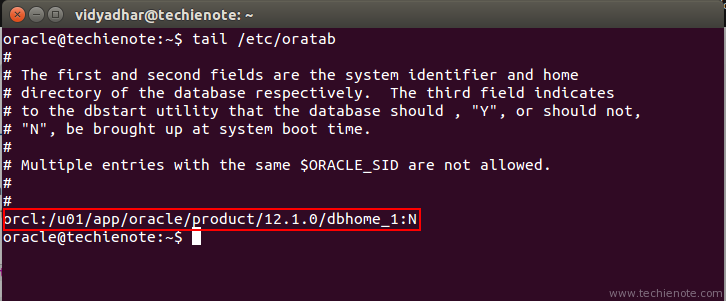 vidyadhar@techienote: ~
oracle@techienote:~$ tail /etc/oratab
#
# The first and second fields are the system identifier and home
# directory of the database respectively.  The third field indicates
# to the dbstart utility that the database should , "Y", or should not,
# "N", be brought up at system boot time.
#
# Multiple entries with the same $ORACLE_SID are not allowed.
#
#
orcl:/u01/app/oracle/product/12.1.0/dbhome_1:N
oracle@techienote:~$
www.techienote.com